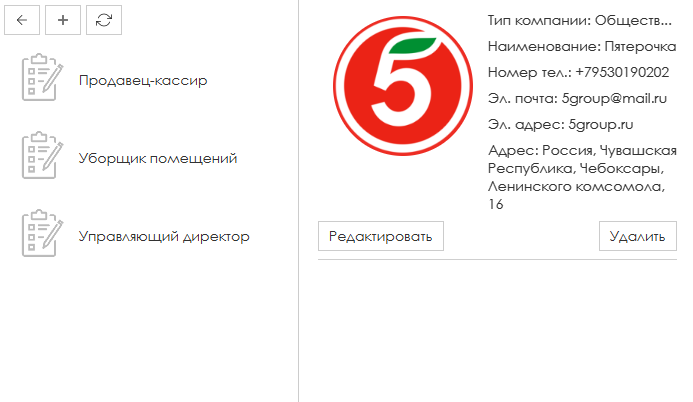 Продавец-кассир
Уборщик помещений
Управляющий директор
5
Тип компании: Обществ...
Наименование: Пятерочка
Номер тел.: +79530190202
Эл. почта: 5group@mail.ru
Эл. адрес: 5group.ru
Адрес: Россия, Чувашская
Республика, Чебоксары,
Ленинского комсомола,
16
Редактировать
Удалить